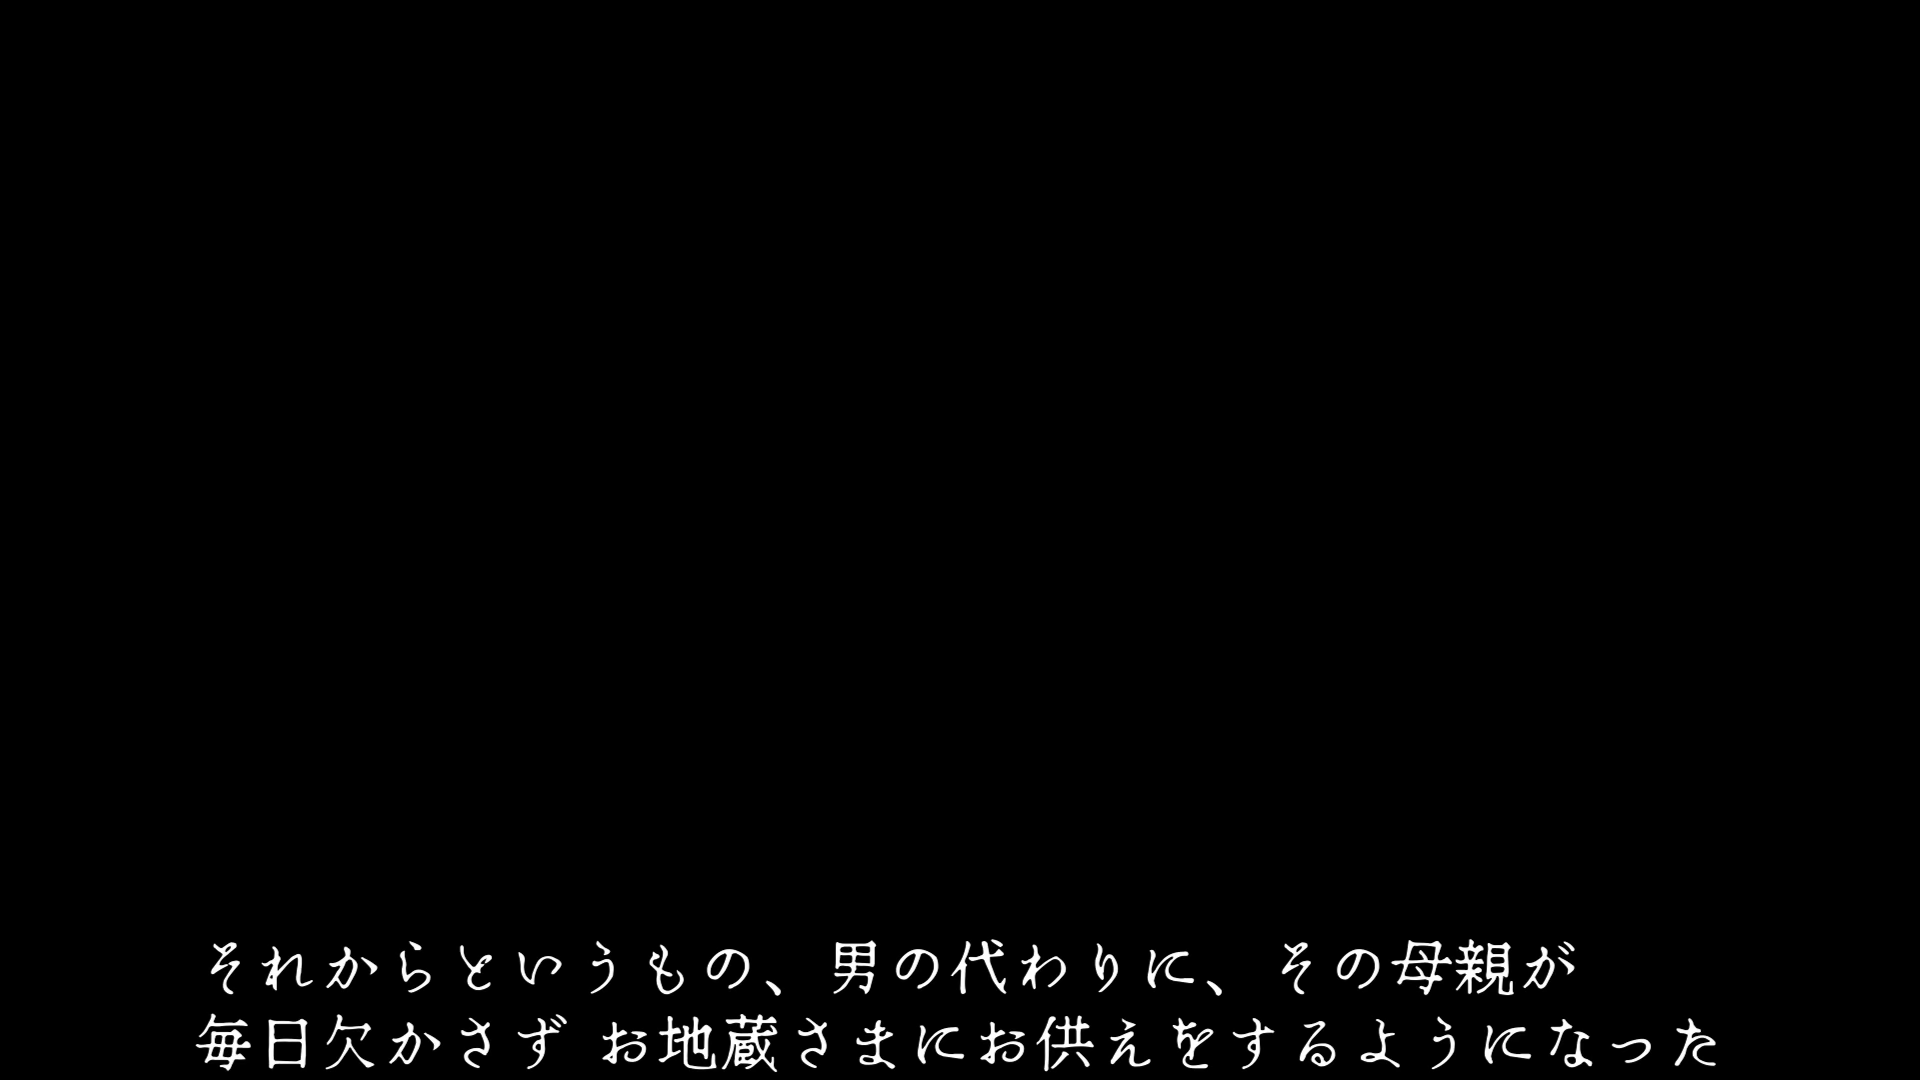 それからというもの、男の代わりに、その母親が
毎日欠かさず お地蔵さまにお供えをするようになった